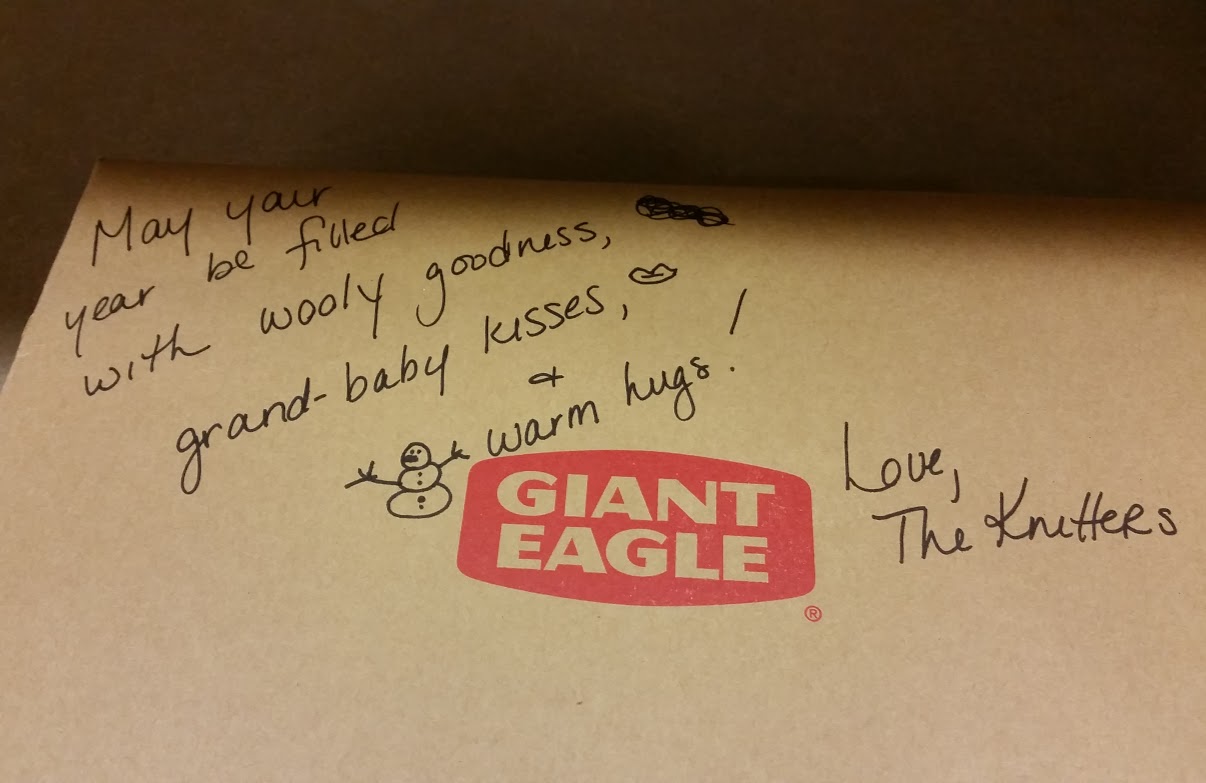 May your
year be filled
with wooly goodness,
grand-baby kisses,
& warm hugs!
Love,
The Knitters
GIANT
EAGLE
®